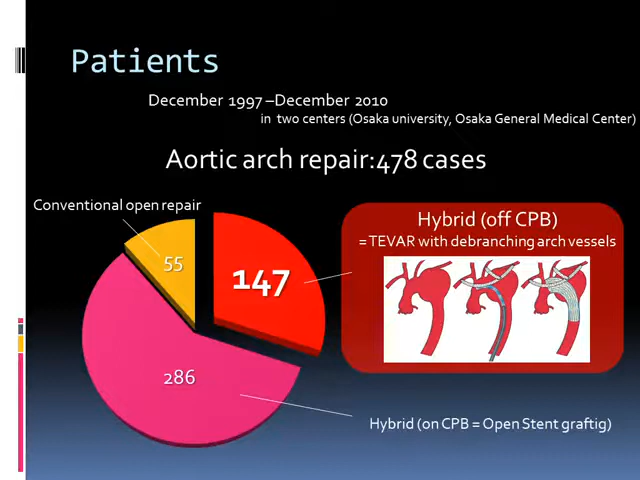 Patients
December 1997 –December 2010
in two centers (Osaka university, Osaka General Medical Center)
Aortic arch repair:478 cases
Conventional open repair
55
147
286
Hybrid (off CPB)
= TEVAR with debranching arch vessels
Hybrid (on CPB = Open Stent graftig)